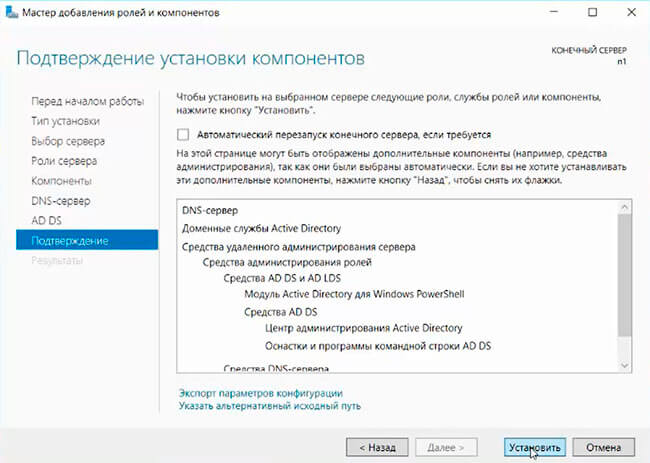 Мастер добавления ролей и компонентов
Подтверждение установки компонентов
КОНЕЧНЫЙ СЕРВЕР
n1
Перед началом работы
Тип установки
Выбор сервера
Роли сервера
Компоненты
DNS-сервер
AD DS
Подтверждение
Результаты
Чтобы установить на выбранном сервере следующие роли, службы ролей или компоненты,
нажмите кнопку "Установить".
Автоматический перезапуск конечного сервера, если требуется
На этой странице могут быть отображены дополнительные компоненты (например, средства
администрирования), так как они были выбраны автоматически. Если вы не хотите устанавливать
эти дополнительные компоненты, нажмите кнопку "Назад", чтобы снять их флажки.
DNS-сервер
Доменные службы Active Directory
Средства удаленного администрирования сервера
Средства администрирования ролей
Средства AD DS и AD LDS
Модуль Active Directory для Windows PowerShell
Средства AD DS
Центр администрирования Active Directory
Оснастки и программы командной строки AD DS
Средства DNS-сервера
Экспорт параметров конфигурации
Указать альтернативный исходный путь
< Назад
Далее >
Установить
Отмена